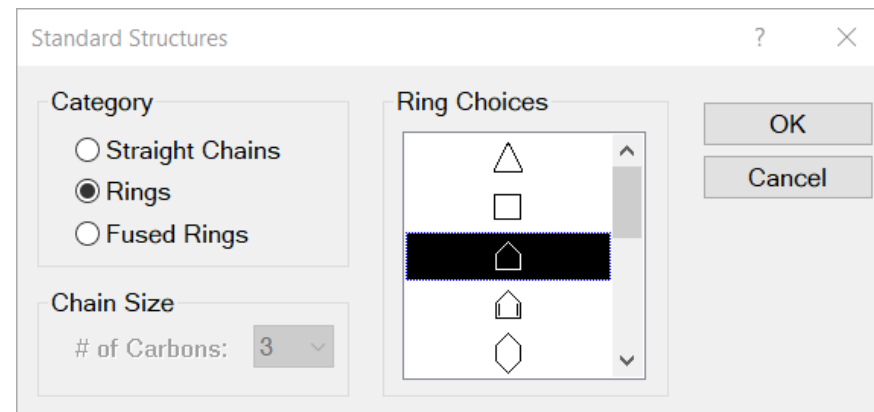 Standard Structures ?
Category
Straight Chains
Rings
Fused Rings
Chain Size
# of Carbons: 3
Ring Choices
OK
Cancel